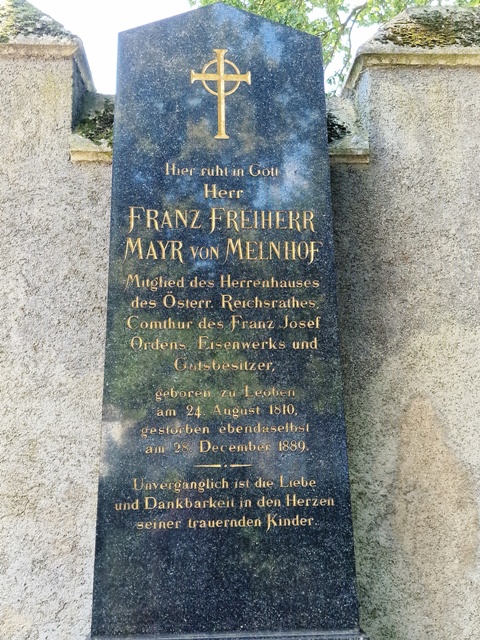 Hier ruht in Gott
Herr
FRANZ FREIHERR
MAYR VON MELNHOF
Mitglied des Herrenhauses
des Österr. Reichsrathes,
Comthur des Franz Josef
Ordens, Eisenwerks und
Gutsbesitzer,
geboren zu Leoben
am 24. August 1810,
gestorben ebendaselbst
am 28. December 1889.
Unvergänglich ist die Liebe
und Dankbarkeit in den Herzen
seiner trauernden Kinder.